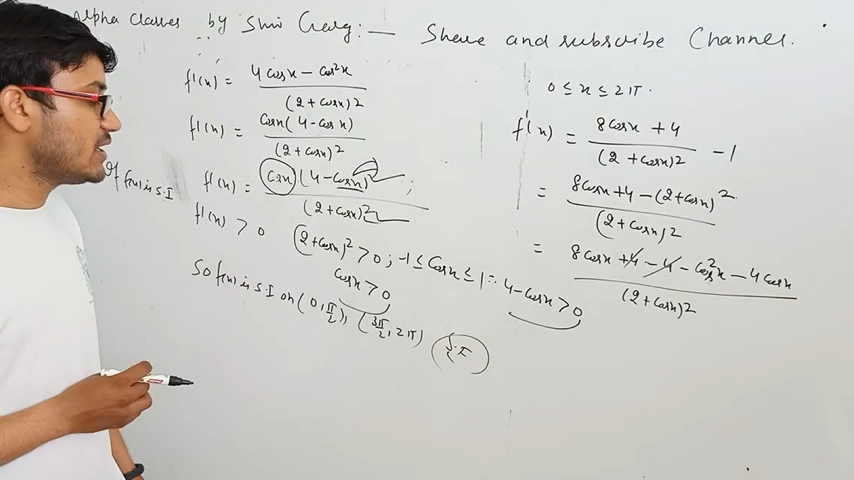 Alpha Classes by Shiv Garg:— Share and subscribe Channel.
f'(x) = 4cosx - cos²x / (2+cosx)2
f'(x) = cosx(4-cosx) / (2+cosx)2
If f(x) is S.I
f'(x) = cosx (4-cosx) / (2+cosx)2 ;
f'(x) > 0 (2+cosx)² > 0; -1 ≤ cosx ≤ 1 ∴ 4-cosx > 0
cosx > 0
So f(x) is S.I on (0, π/2), (3π/2, 2π)
0 ≤ x ≤ 2π.
f'(x) = 8cosx + 4 / (2+cosx)2 - 1
= 8cosx+4 - (2+cosx)2 / (2+cosx)2
= 8cosx +4 - 4 - cos²x - 4cosx / (2+cosx)2